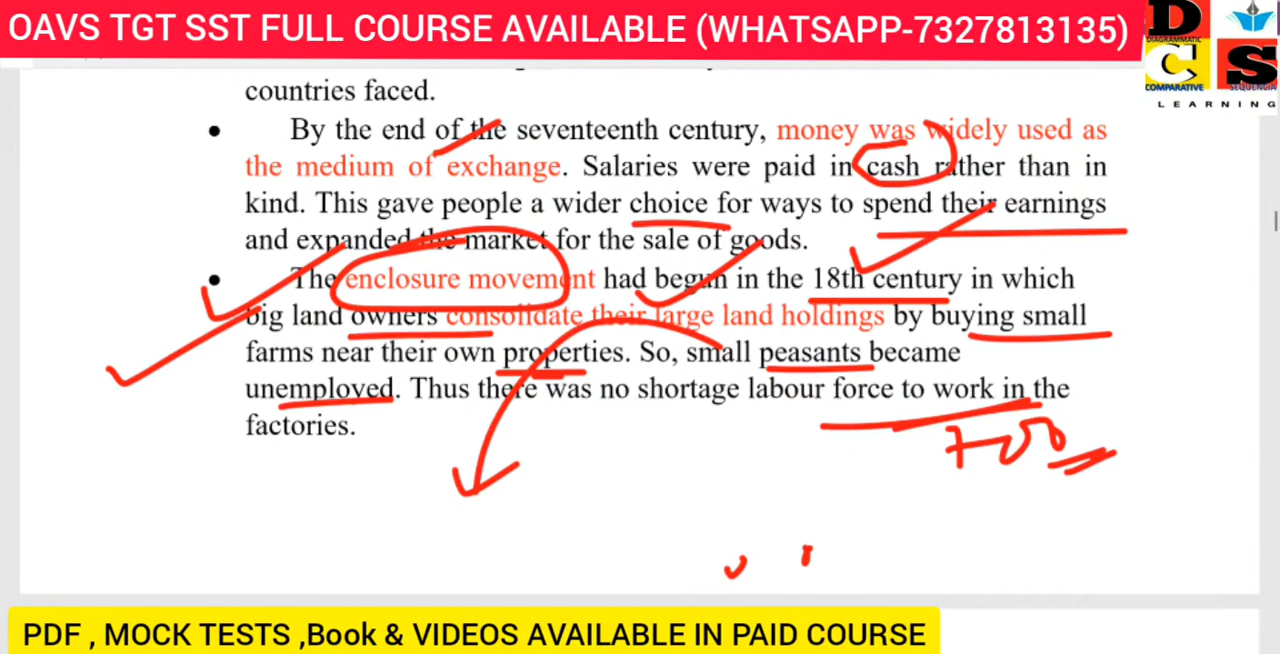 OAVS TGT SST FULL COURSE AVAILABLE (WHATSAPP-7327813135)
D
DIAGRAMMATIC
C
COMPARATIVE
S
SEQUENCIA
LEARNING
countries faced.
• By the end of the seventeenth century, money was widely used as
the medium of exchange. Salaries were paid in cash rather than in
kind. This gave people a wider choice for ways to spend their earnings
and expanded the market for the sale of goods.
• The enclosure movement had begun in the 18th century in which
big land owners consolidate their large land holdings by buying small
farms near their own properties. So, small peasants became
unemployed. Thus there was no shortage labour force to work in the
factories.
PDF , MOCK TESTS ,Book & VIDEOS AVAILABLE IN PAID COURSE